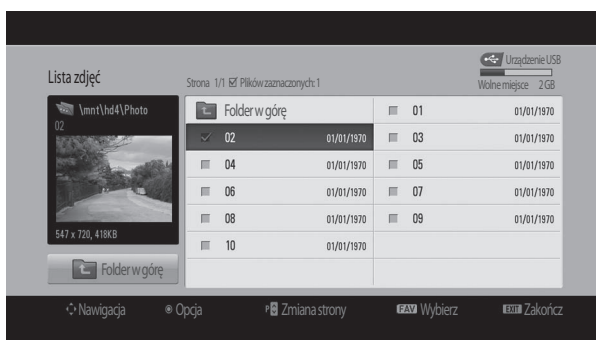 Urządzenie USB
Lista zdjęć
Strona 1/1 Plików zaznaczonych: 1
Wolne miejsce 2 GB
\mnt\hd4\Photo
02
547 x 720, 418KB
Folder w górę
Folder w górę
01 01/01/1970
02 01/01/1970
03 01/01/1970
04 01/01/1970
05 01/01/1970
06 01/01/1970
07 01/01/1970
08 01/01/1970
09 01/01/1970
10 01/01/1970
Nawigacja
Opcja
P Zmiana strony
FAV Wybierz
EXIT Zakończ